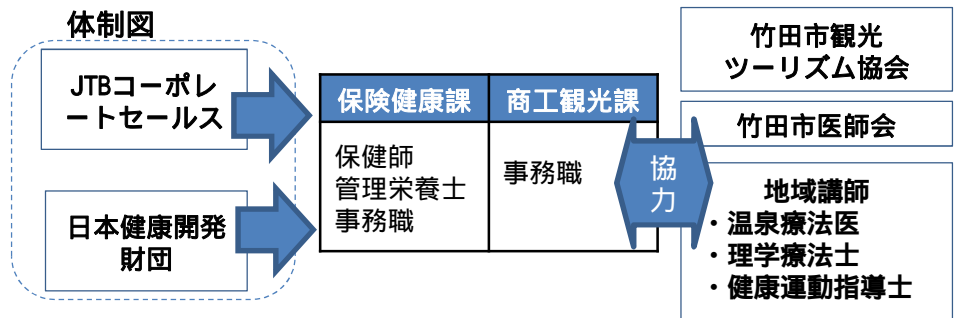 体制図
JTBコーポレ
ートセールス
日本健康開発
財団
保険健康課
保健師
管理栄養士
事務職
商工観光課
事務職
協
力
竹田市観光
ツーリズム協会
竹田市医師会
地域講師
・温泉療法医
・理学療法士
・健康運動指導士